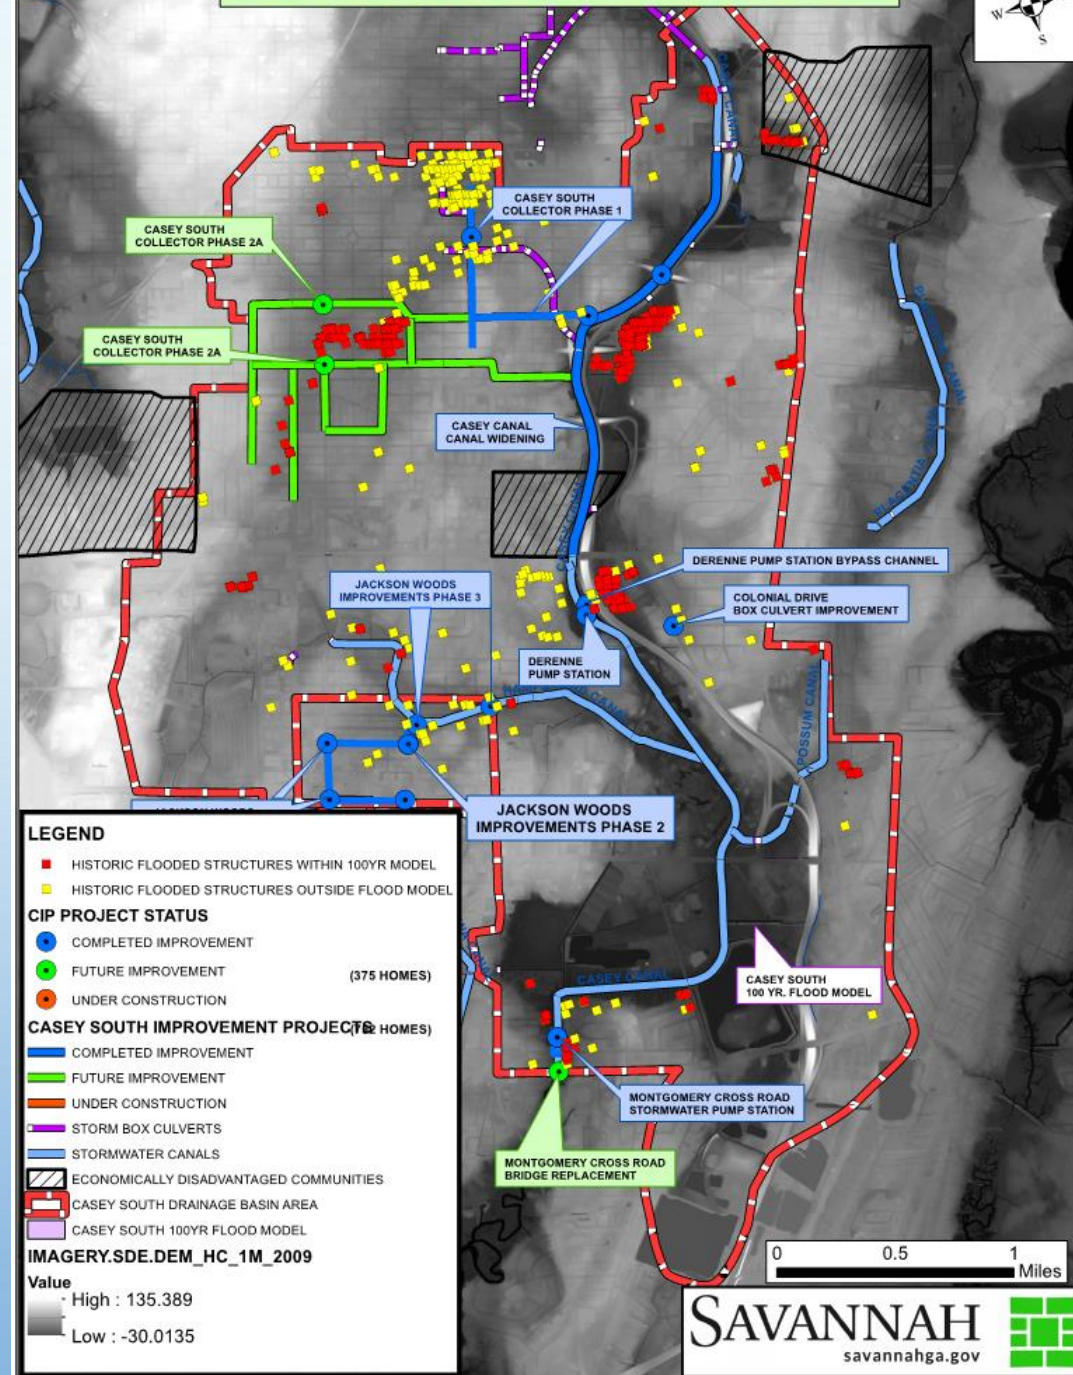 W
S
CASEY SOUTH
COLLECTOR PHASE 1
CASEY SOUTH
COLLECTOR PHASE 2A
CASEY SOUTH
COLLECTOR PHASE 2A
CASEY CANAL
CANAL WIDENING
PLACANTIA CANAL
CASEY CANAL
DERENNE PUMP STATION BYPASS CHANNEL
JACKSON WOODS
IMPROVEMENTS PHASE 3
COLONIAL DRIVE
BOX CULVERT IMPROVEMENT
DERENNE
PUMP STATION
POSSUM CANAL
JACKSON WOODS
IMPROVEMENTS PHASE 2
CASEY CANAL
CASEY SOUTH
100 YR. FLOOD MODEL
MONTGOMERY CROSS ROAD
STORMWATER PUMP STATION
MONTGOMERY CROSS ROAD
BRIDGE REPLACEMENT
LEGEND
HISTORIC FLOODED STRUCTURES WITHIN 100YR MODEL
HISTORIC FLOODED STRUCTURES OUTSIDE FLOOD MODEL
CIP PROJECT STATUS
COMPLETED IMPROVEMENT
FUTURE IMPROVEMENT (375 HOMES)
UNDER CONSTRUCTION
CASEY SOUTH IMPROVEMENT PROJECTS HOMES)
COMPLETED IMPROVEMENT
FUTURE IMPROVEMENT
UNDER CONSTRUCTION
STORM BOX CULVERTS
STORMWATER CANALS
ECONOMICALLY DISADVANTAGED COMMUNITIES
CASEY SOUTH DRAINAGE BASIN AREA
CASEY SOUTH 100YR FLOOD MODEL
IMAGERY.SDE.DEM_HC_1M_2009
Value
High : 135.389
Low : -30.0135
0 0.5 1
Miles
SAVANNAH
savannahga.gov